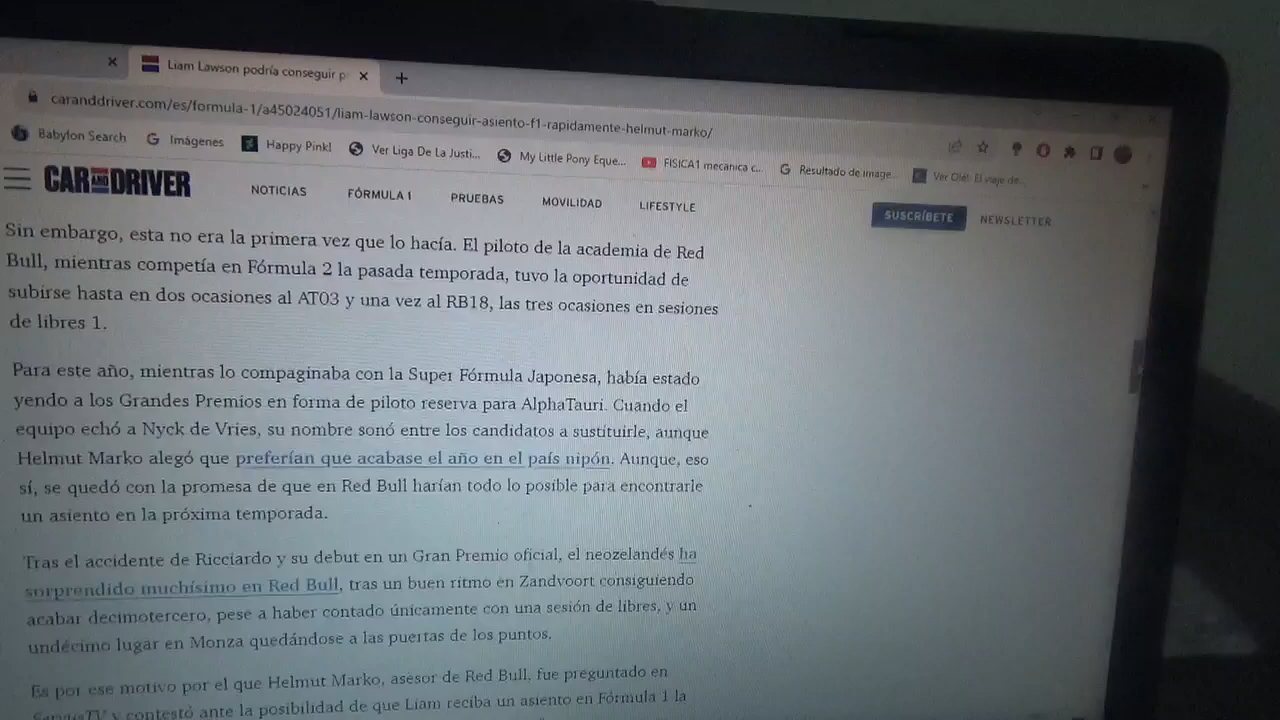 Liam Lawson podría conseguir p
caranddriver.com/es/formula-1/a45024051/liam-lawson-conseguir-asiento-f1-rapidamente-helmut-marko/
Babylon Search Imágenes Happy Pink! Ver Liga De La Justi... My Little Pony Eque... FISICA1 mecanica c... Resultado de image... Ver Olé! El viaje de...
CAR AND DRIVER NOTICIAS FÓRMULA 1 PRUEBAS MOVILIDAD LIFESTYLE SUSCRÍBETE NEWSLETTER
Sin embargo, esta no era la primera vez que lo hacía. El piloto de la academia de Red
Bull, mientras competía en Fórmula 2 la pasada temporada, tuvo la oportunidad de
subirse hasta en dos ocasiones al AT03 y una vez al RB18, las tres ocasiones en sesiones
de libres 1.
Para este año, mientras lo compaginaba con la Super Fórmula Japonesa, había estado
yendo a los Grandes Premios en forma de piloto reserva para AlphaTauri. Cuando el
equipo echó a Nyck de Vries, su nombre sonó entre los candidatos a sustituirle, aunque
Helmut Marko alegó que preferían que acabase el año en el país nipón. Aunque, eso
sí, se quedó con la promesa de que en Red Bull harían todo lo posible para encontrarle
un asiento en la próxima temporada.
Tras el accidente de Ricciardo y su debut en un Gran Premio oficial, el neozelandés ha
sorprendido muchísimo en Red Bull, tras un buen ritmo en Zandvoort consiguiendo
acabar decimotercero, pese a haber contado únicamente con una sesión de libres, y un
undécimo lugar en Monza quedándose a las puertas de los puntos.
Es por ese motivo por el que Helmut Marko, asesor de Red Bull, fue preguntado en
ServusTV y contestó ante la posibilidad de que Liam reciba un asiento en Fórmula 1 la